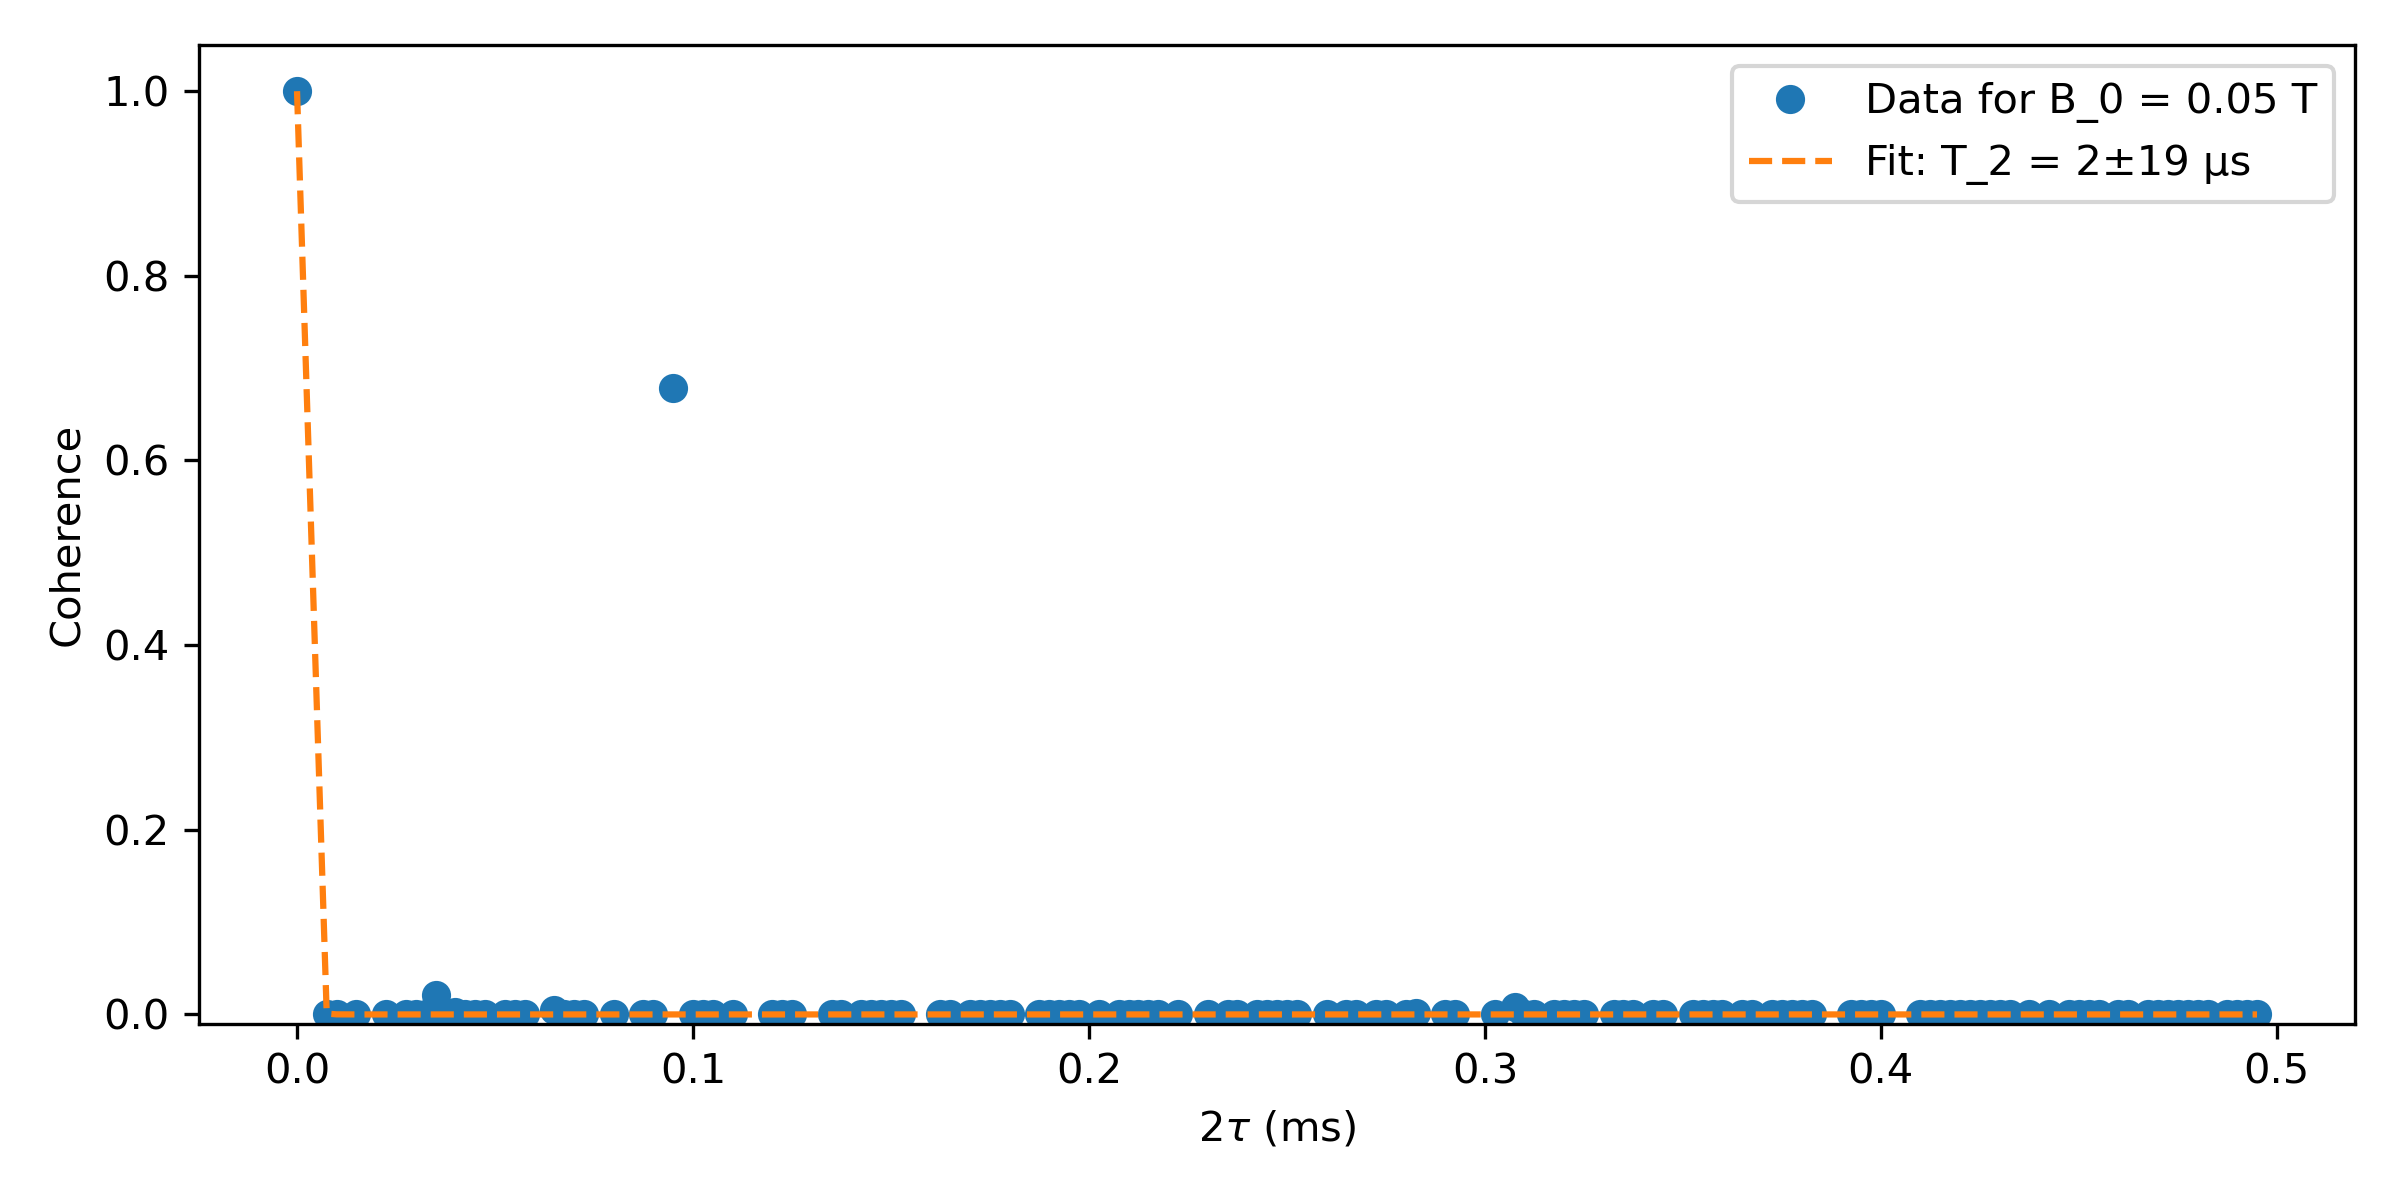 Data for B_0 = 0.05 T
Fit: T_2 = 2±19 μs
Coherence
1.0
0.8
0.6
0.4
0.2
0.0
0.0 0.1 0.2 0.3 0.4 0.5
2τ (ms)